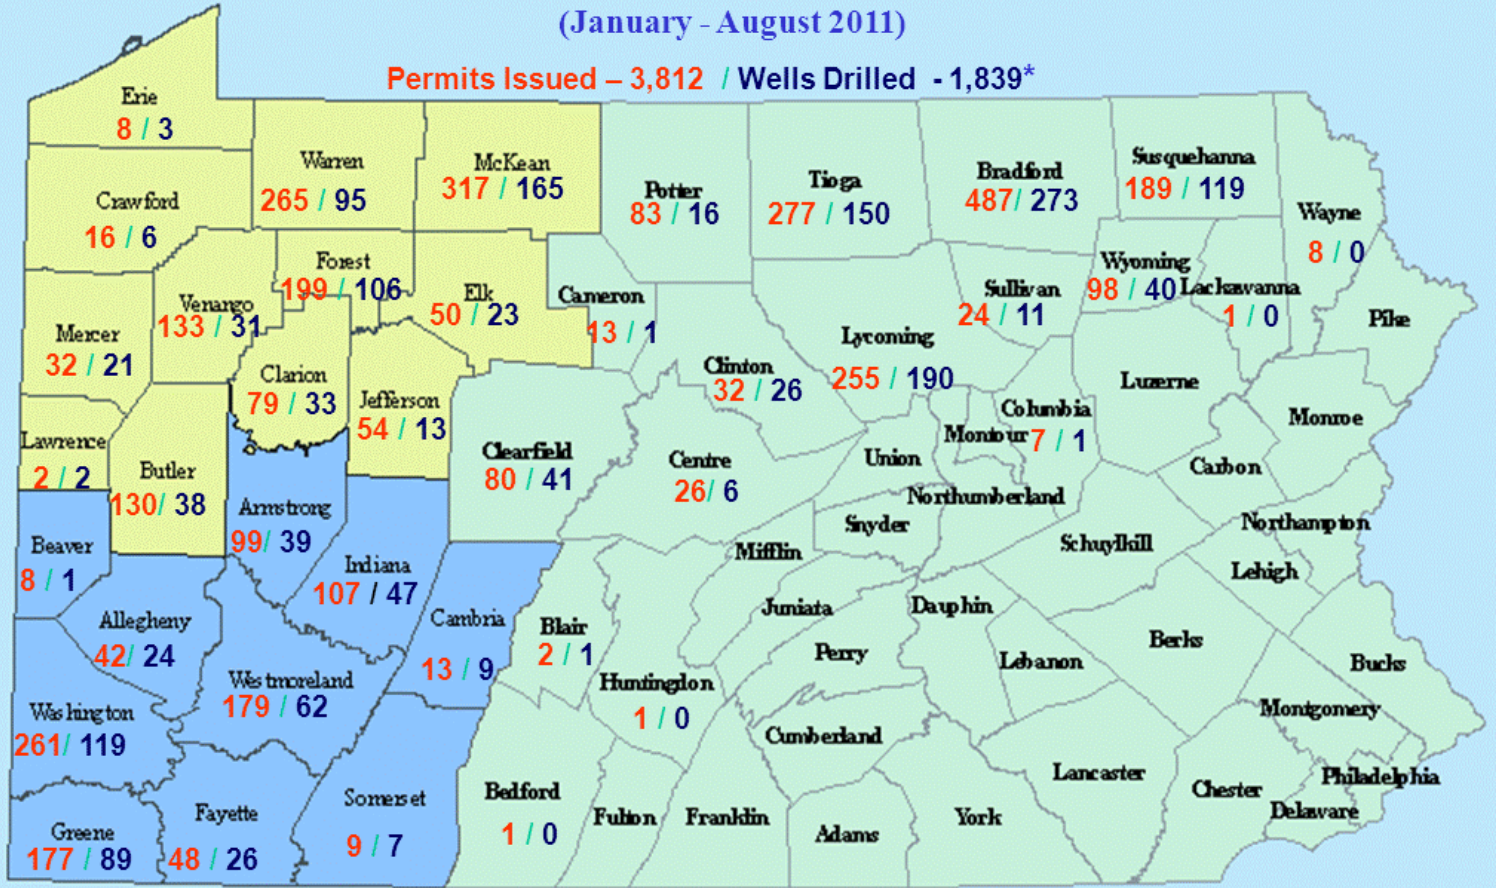 (January - August 2011)
Permits Issued – 3,812 / Wells Drilled - 1,839*
Erie
8 / 3
Warren
265 / 95
McKean
317 / 165
Potter
83 / 16
Tioga
277 / 150
Bradford
487/ 273
Susquehanna
189 / 119
Wayne
8 / 0
Crawford
16 / 6
Venango
133 / 31
Forest
199 / 106
Elk
50 / 23
Cameron
13 / 1
Lycoming
255 / 190
Sullivan
24 / 11
Wyoming
98 / 40
Lackawanna
1 / 0
Pike
Mercer
32 / 21
Clarion
79 / 33
Jefferson
54 / 13
Clinton
32 / 26
Columbia
7 / 1
Luzerne
Monroe
Lawrence
2 / 2
Butler
130/ 38
Clearfield
80 / 41
Centre
26/ 6
Union
Montour
Northumberland
Carbon
Armstrong
99/ 39
Snyder
Northampton
Beaver
8 / 1
Indiana
107 / 47
Mifflin
Schuylkill
Lehigh
Allegheny
42/ 24
Cambria
13 / 9
Blair
2 / 1
Juniata
Dauphin
Perry
Lebanon
Berks
Bucks
Westmoreland
179 / 62
Huntingdon
1 / 0
Washington
261/ 119
Cumberland
Montgomery
Lancaster
Chester
Philadelphia
Delaware
Greene
177 / 89
Fayette
48 / 26
Somerset
9 / 7
Bedford
1 / 0
Fulton
Franklin
Adams
York